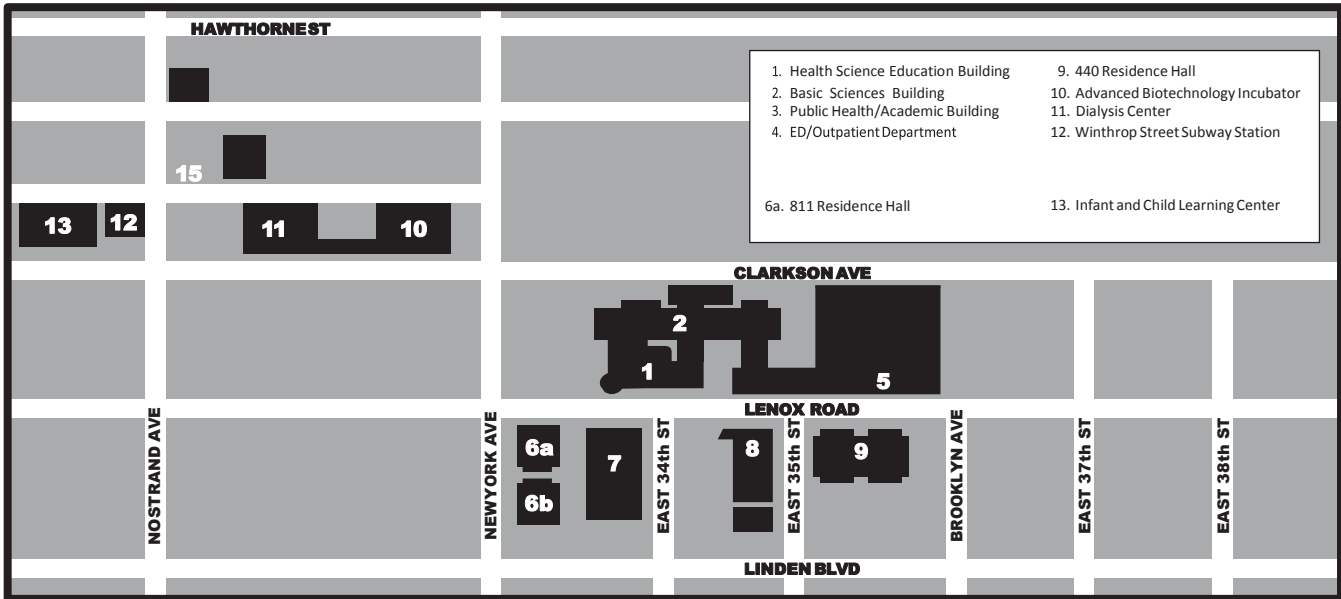 HAWTHORNEST
1. Health Science Education Building
2. Basic Sciences Building
3. Public Health/Academic Building
4. ED/Outpatient Department
6a. 811 Residence Hall
9. 440 Residence Hall
10. Advanced Biotechnology Incubator
11. Dialysis Center
12. Winthrop Street Subway Station
13. Infant and Child Learning Center
15
13
12
11
10
CLARKSON AVE
2
1
5
LENOX ROAD
NOSTRAND AVE
NEWYORK AVE
6a
6b
7
EAST 34th ST
8
EAST 35th ST
9
BROOKLYN AVE
EAST 37th ST
EAST 38th ST
LINDEN BLVD